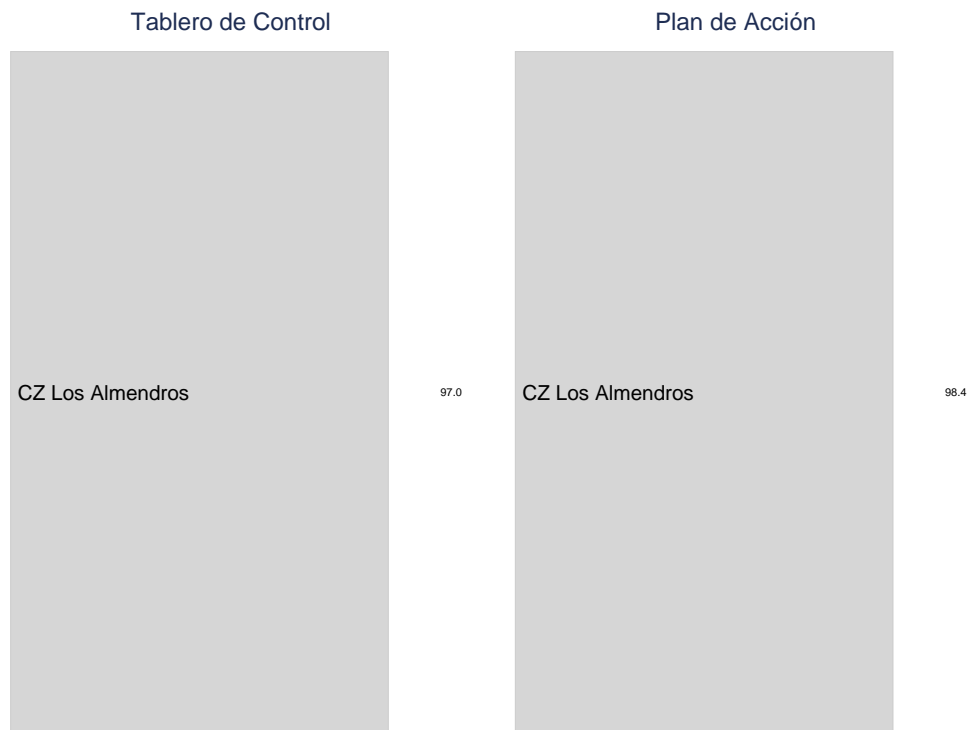 Tablero de Control
Plan de Acción
CZ Los Almendros
97.0
CZ Los Almendros
98.4